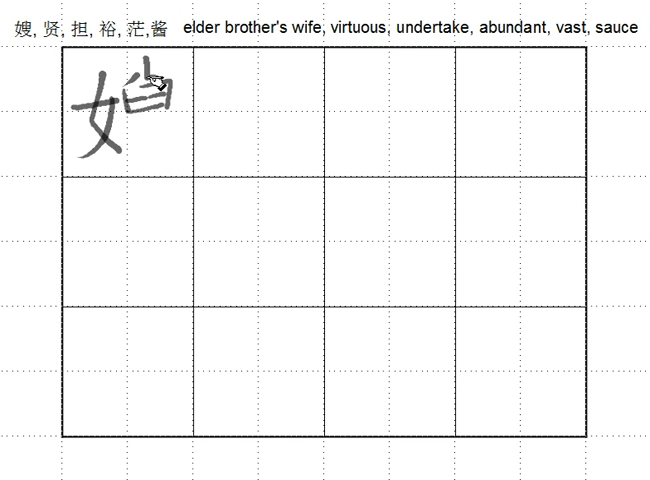 嫂, 贤, 担, 裕, 茫,酱 elder brother's wife, virtuous, undertake, abundant, vast, sauce